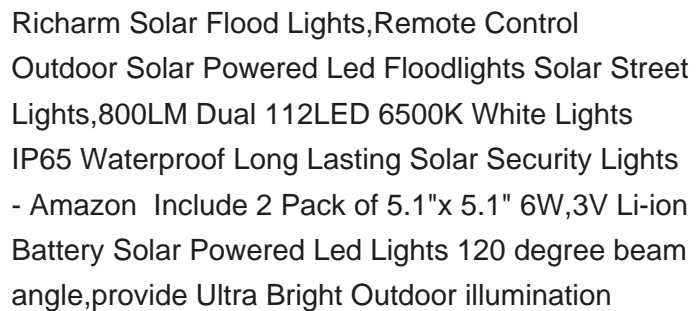 Richarm Solar Flood Lights,Remote Control
Outdoor Solar Powered Led Floodlights Solar Street
Lights,800LM Dual 112LED 6500K White Lights
IP65 Waterproof Long Lasting Solar Security Lights
- Amazon  Include 2 Pack of 5.1"x 5.1" 6W,3V Li-ion
Battery Solar Powered Led Lights 120 degree beam
angle,provide Ultra Bright Outdoor illumination